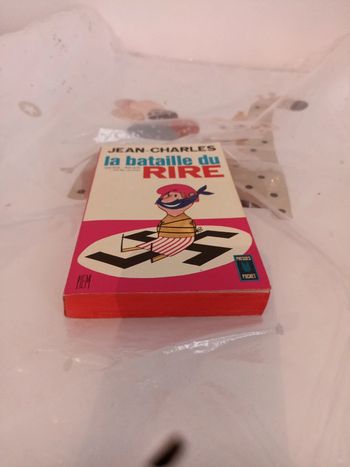 JEAN-CHARLES
la bataille du
RIRE
PRESSES
POCKET